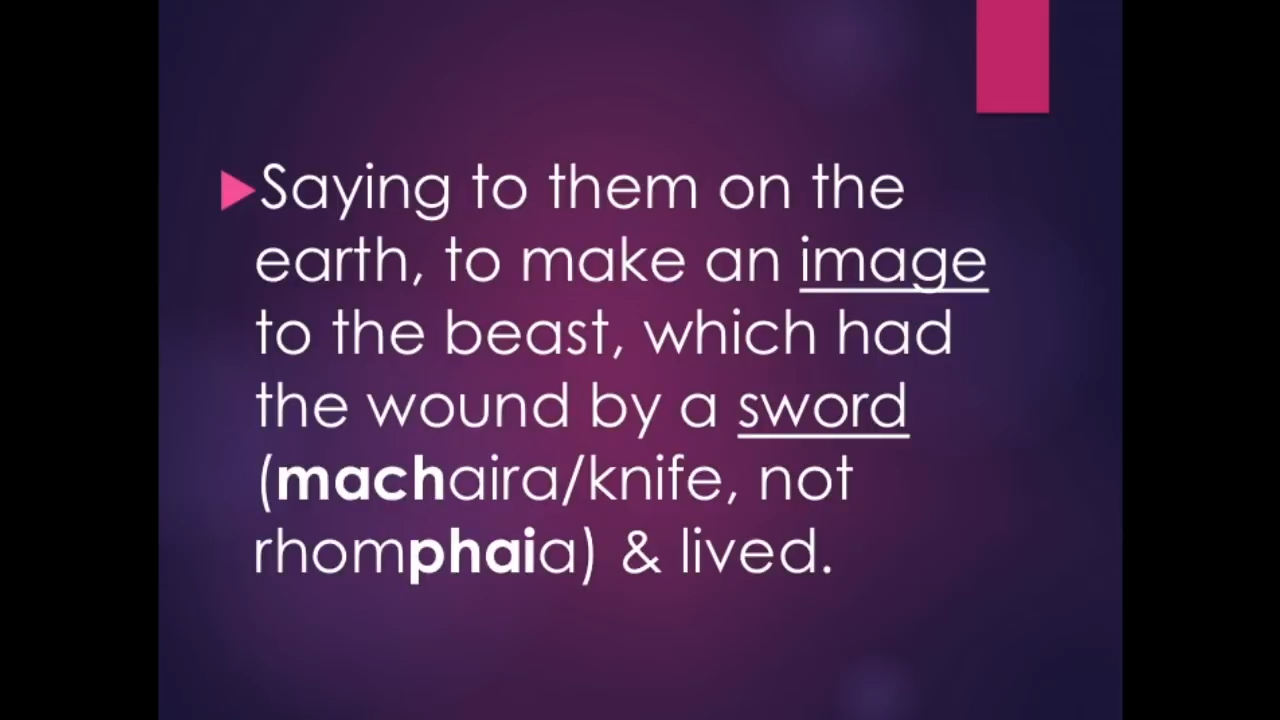 Saying to them on the
earth, to make an image
to the beast, which had
the wound by a sword
(machaira/knife, not
rhomphaia) & lived.